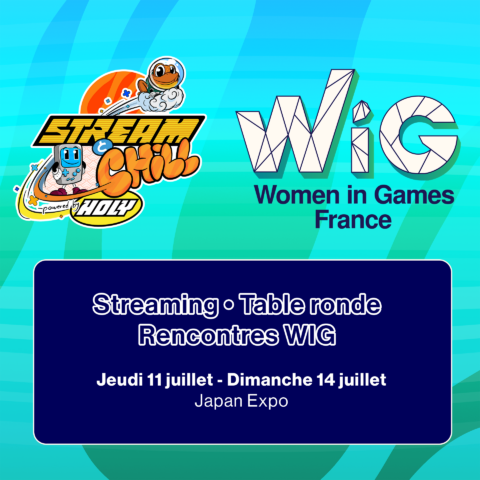 STREAM
と
CHILL
powered by
HOLY
WiG
Women in Games
France
Streaming • Table ronde
Rencontres WIG
Jeudi 11 juillet - Dimanche 14 juillet
Japan Expo